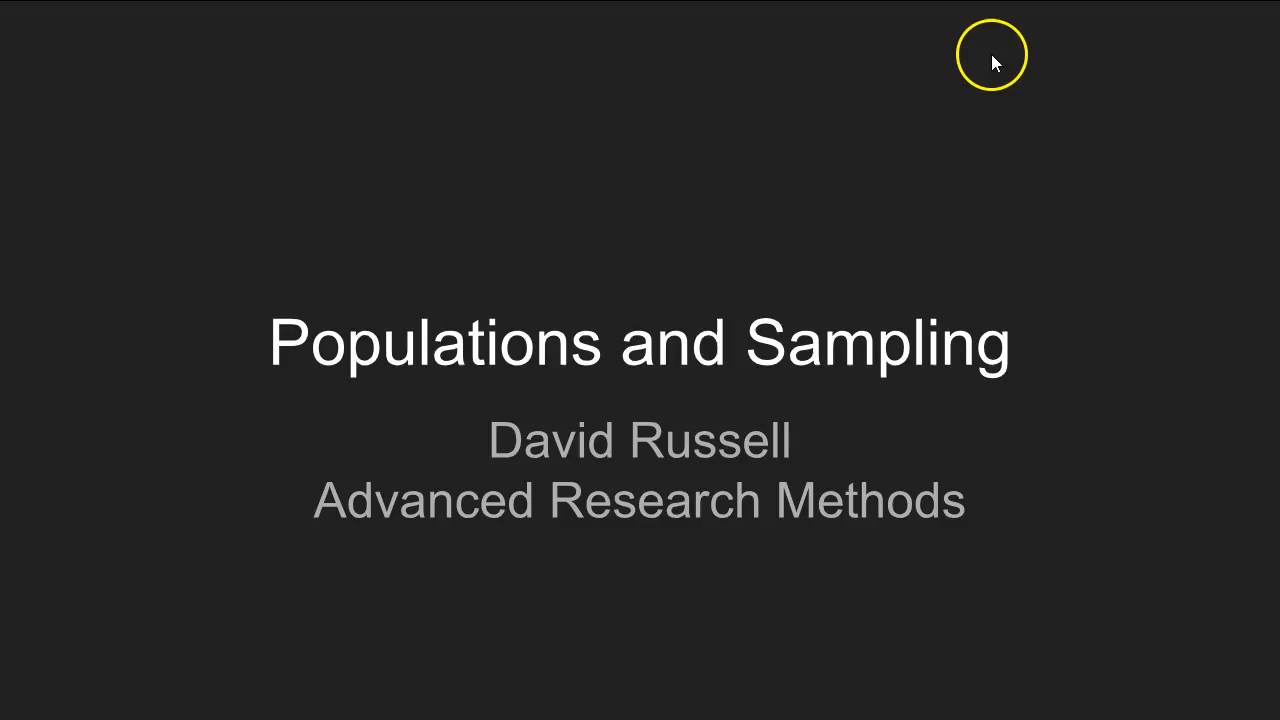 Populations and Sampling
David Russell
Advanced Research Methods